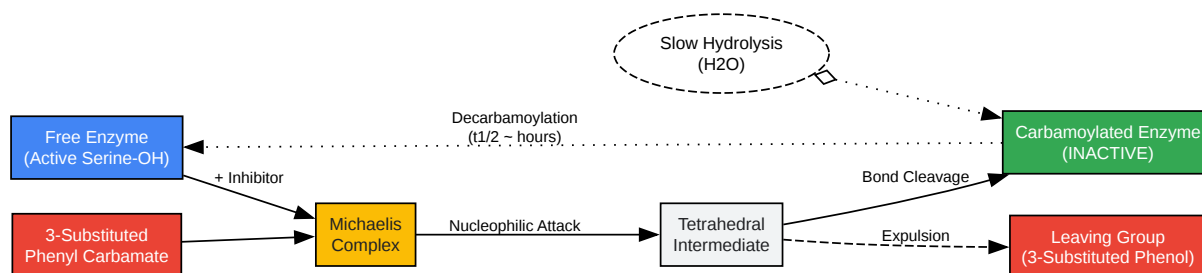 Slow Hydrolysis
(H2O)
Decarbamoylation
(t1/2 ~ hours)
Free Enzyme
(Active Serine-OH)
Carbamoylated Enzyme
(INACTIVE)
+ Inhibitor
Bond Cleavage
3-Substituted
Phenyl Carbamate
Michaelis
Complex
Nucleophilic Attack
Tetrahedral
Intermediate
Expulsion
Leaving Group
(3-Substituted Phenol)